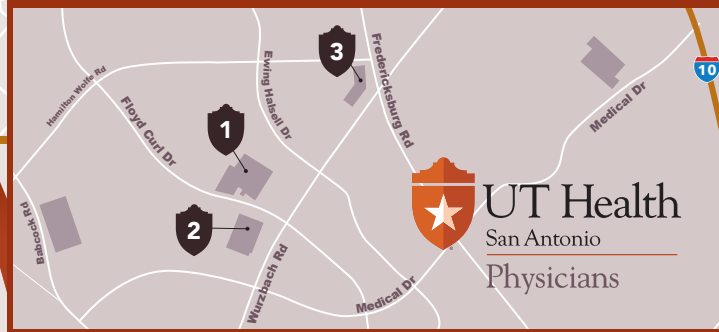 3
10
Hamilton Wolfe Rd
Floyd Curl Dr
Ewing Halsell Dr
Fredericksburg Rd
Medical Dr
1
2
Babcock Rd
Wurzbach Rd
Medical Dr
UT Health
San Antonio
Physicians